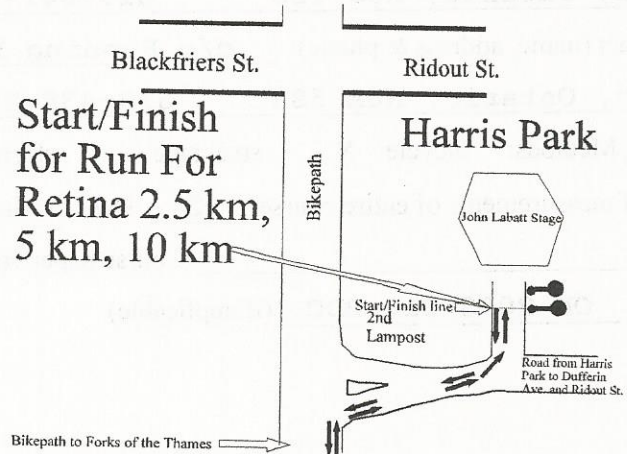 Blackfriers St.
Ridout St.
Start/Finish
for Run For
Retina 2.5 km,
5 km, 10 km
Harris Park
Bikepath
John Labatt Stage
Start/Finish line
2nd
Lampost
Road from Harris
Park to Dufferin
Ave. and Ridout St.
Bikepath to Forks of the Thames